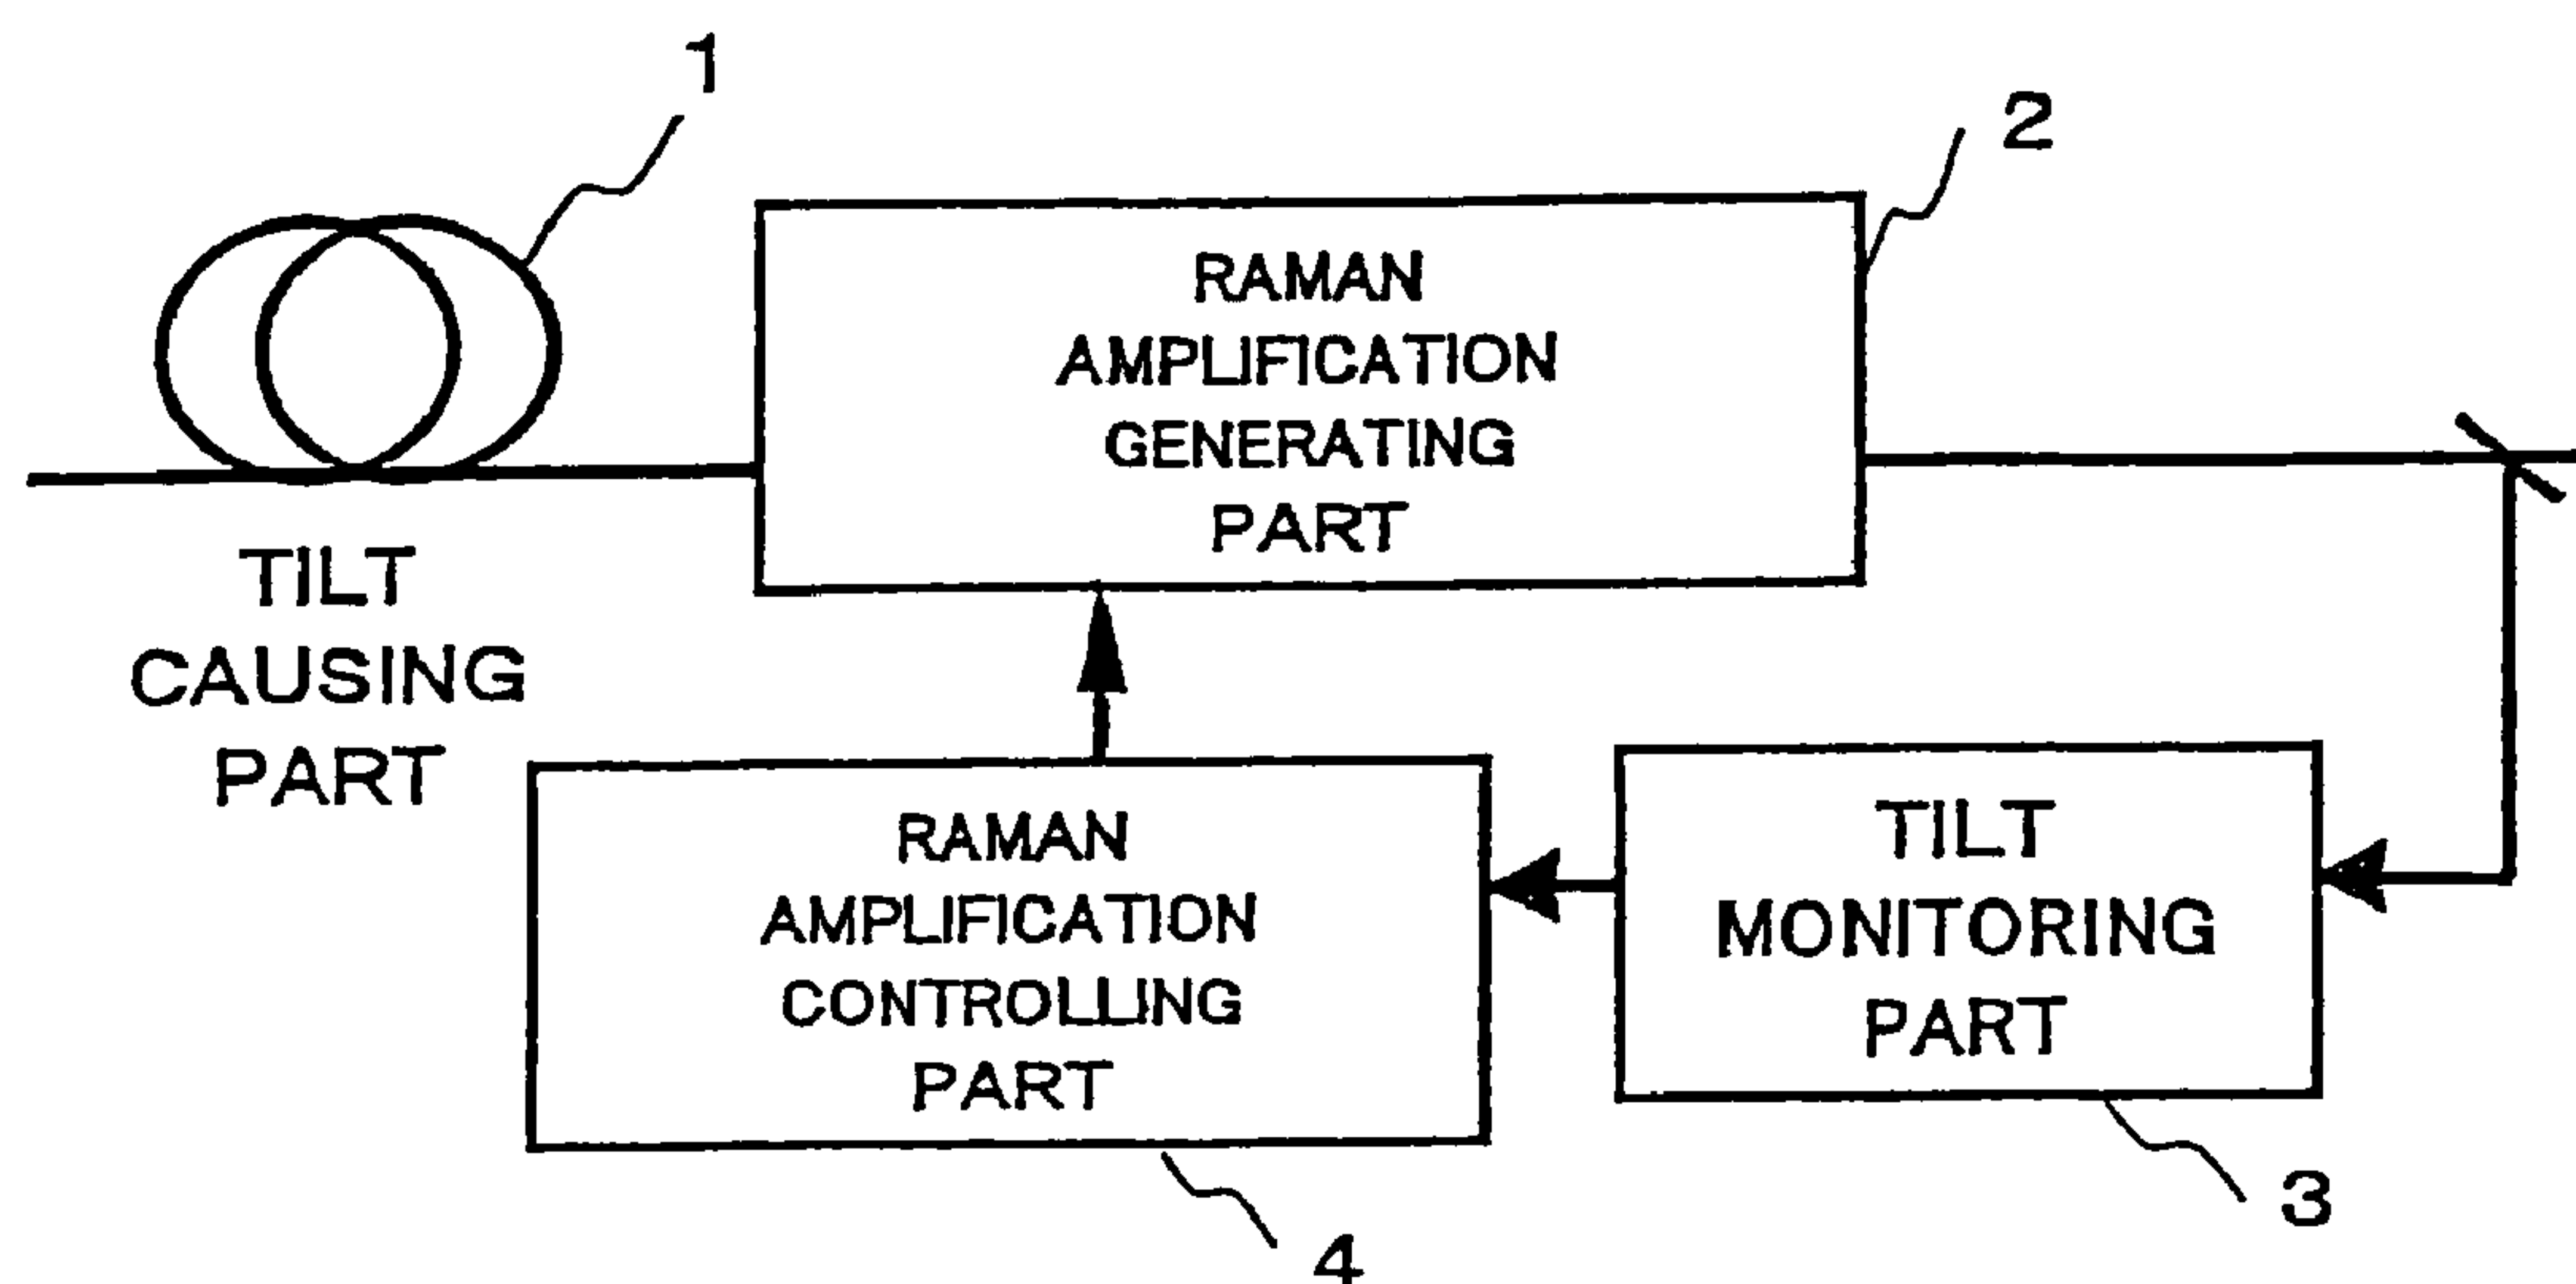 1
2
RAMAN
AMPLIFICATION
GENERATING
PART
TILT
CAUSING
PART
RAMAN
AMPLIFICATION
CONTROLLING
PART
TILT
MONITORING
PART
3
4